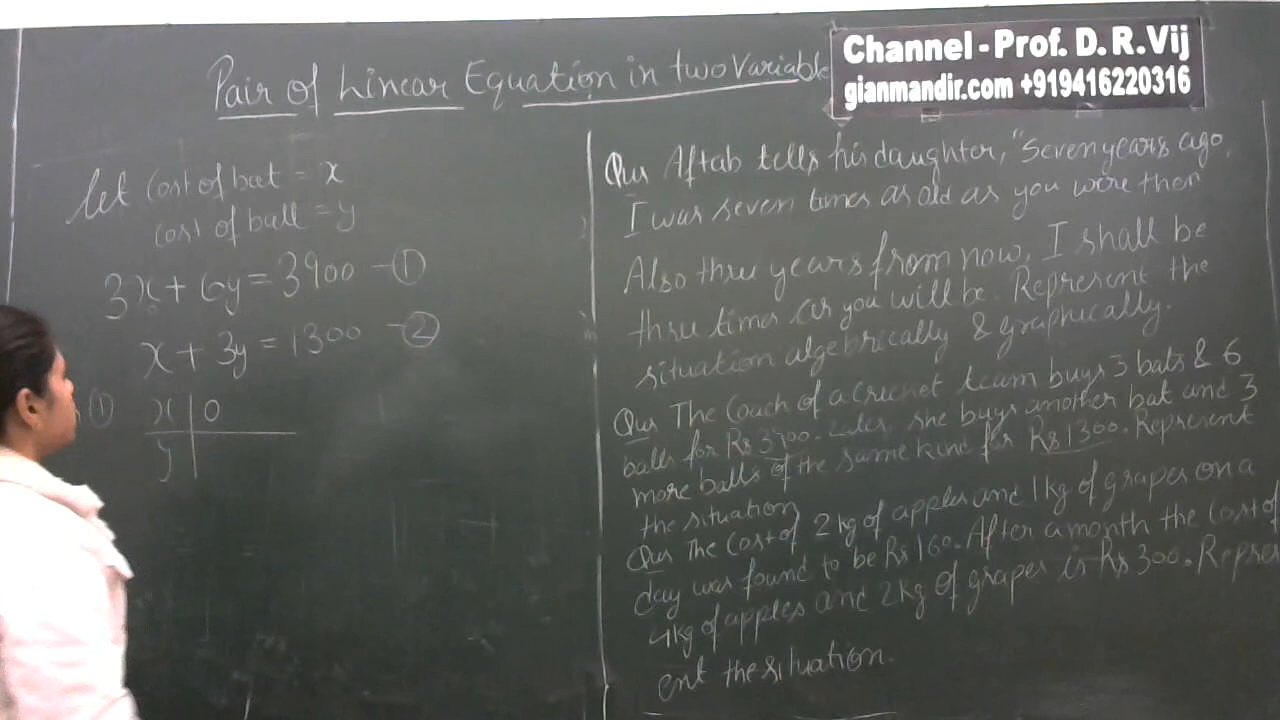 Pair of Linear Equation in two Variable
Channel - Prof. D. R. Vij
gianmandir.com +919416220316
let Cost of bat = x
Cost of ball = y
3x + 6y = 3900 - ①
x + 3y = 1300 - ②
① x | 0
y |
Que Aftab tells his daughter, "Seven years ago,
I was seven times as old as you were then
Also three years from now, I shall be
three times as you will be. Represent the
situation algebrically & graphically.
Que The Coach of a Cricket team buys 3 bats & 6
balls for Rs 3900. Later, she buys another bat and 3
more balls of the same kind for Rs 1300. Represent
the situation
Que The Cost of 2 kg of apples and 1 kg of grapes on a
day was found to be Rs 160. After a month the Cost of
4 kg of apples and 2 kg of grapes is Rs 300. Repres
ent the situation.